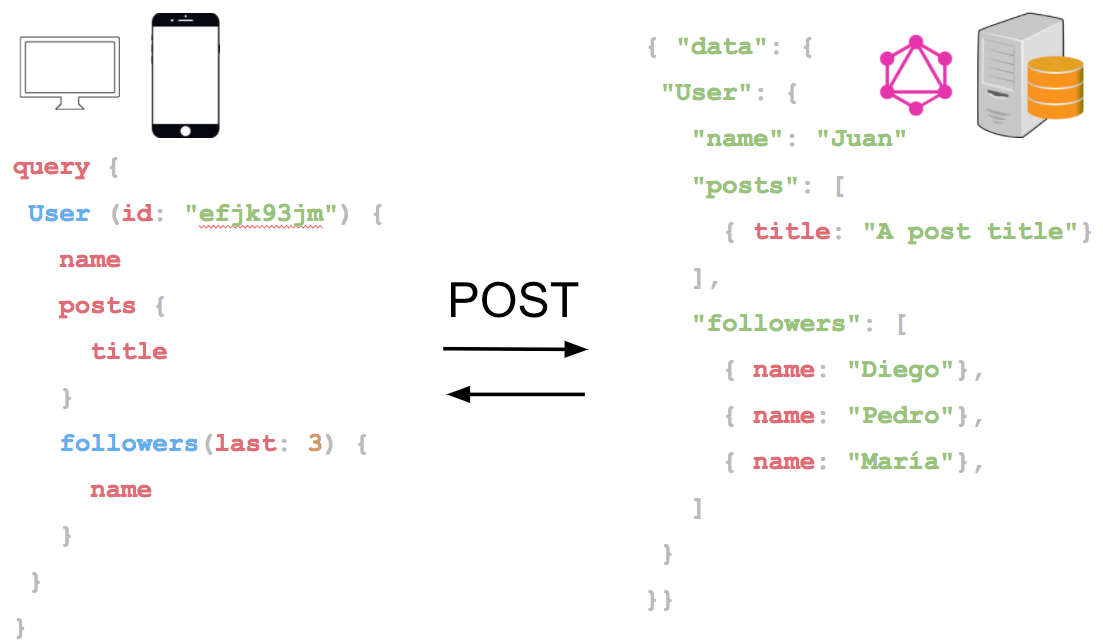 query {
User (id: "efjk93jm") {
name
posts {
title
}
followers(last: 3) {
name
}
}
}
POST
{ "data": {
"User": {
"name": "Juan"
"posts": [
{ title: "A post title"}
],
"followers": [
{ name: "Diego"},
{ name: "Pedro"},
{ name: "María"},
]
}
}}